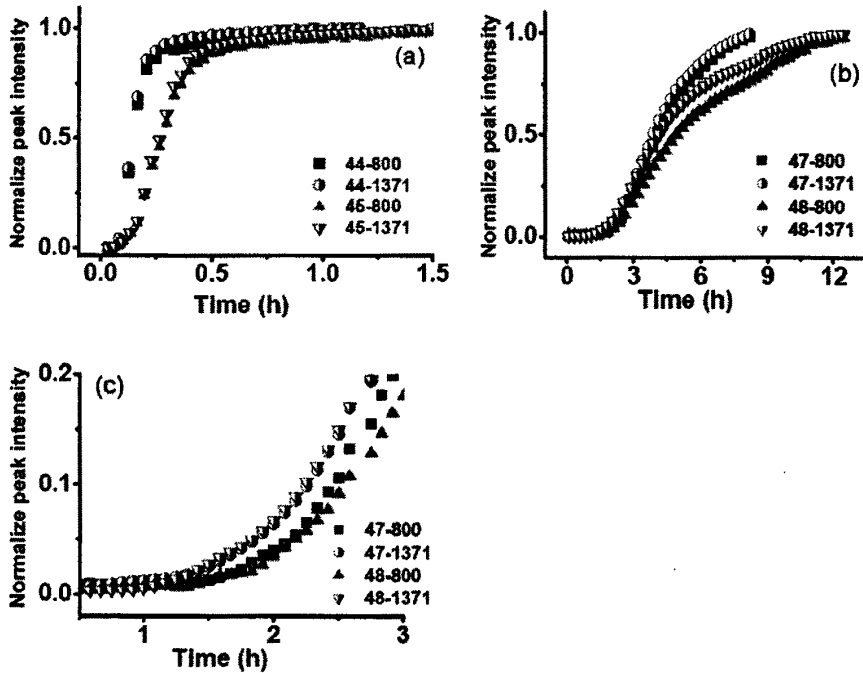 Normalize peak intensity
1.0
0.5
0.0
(a)
44-800
44-1371
45-800
45-1371
0.0 0.5 1.0 1.5
Time (h)
Normalize peak intensity
1.0
0.5
0.0
(b)
47-800
47-1371
48-800
48-1371
0 3 6 9 12
Time (h)
Normalize peak intensity
0.2
0.1
0.0
(c)
47-800
47-1371
48-800
48-1371
1 2 3
Time (h)